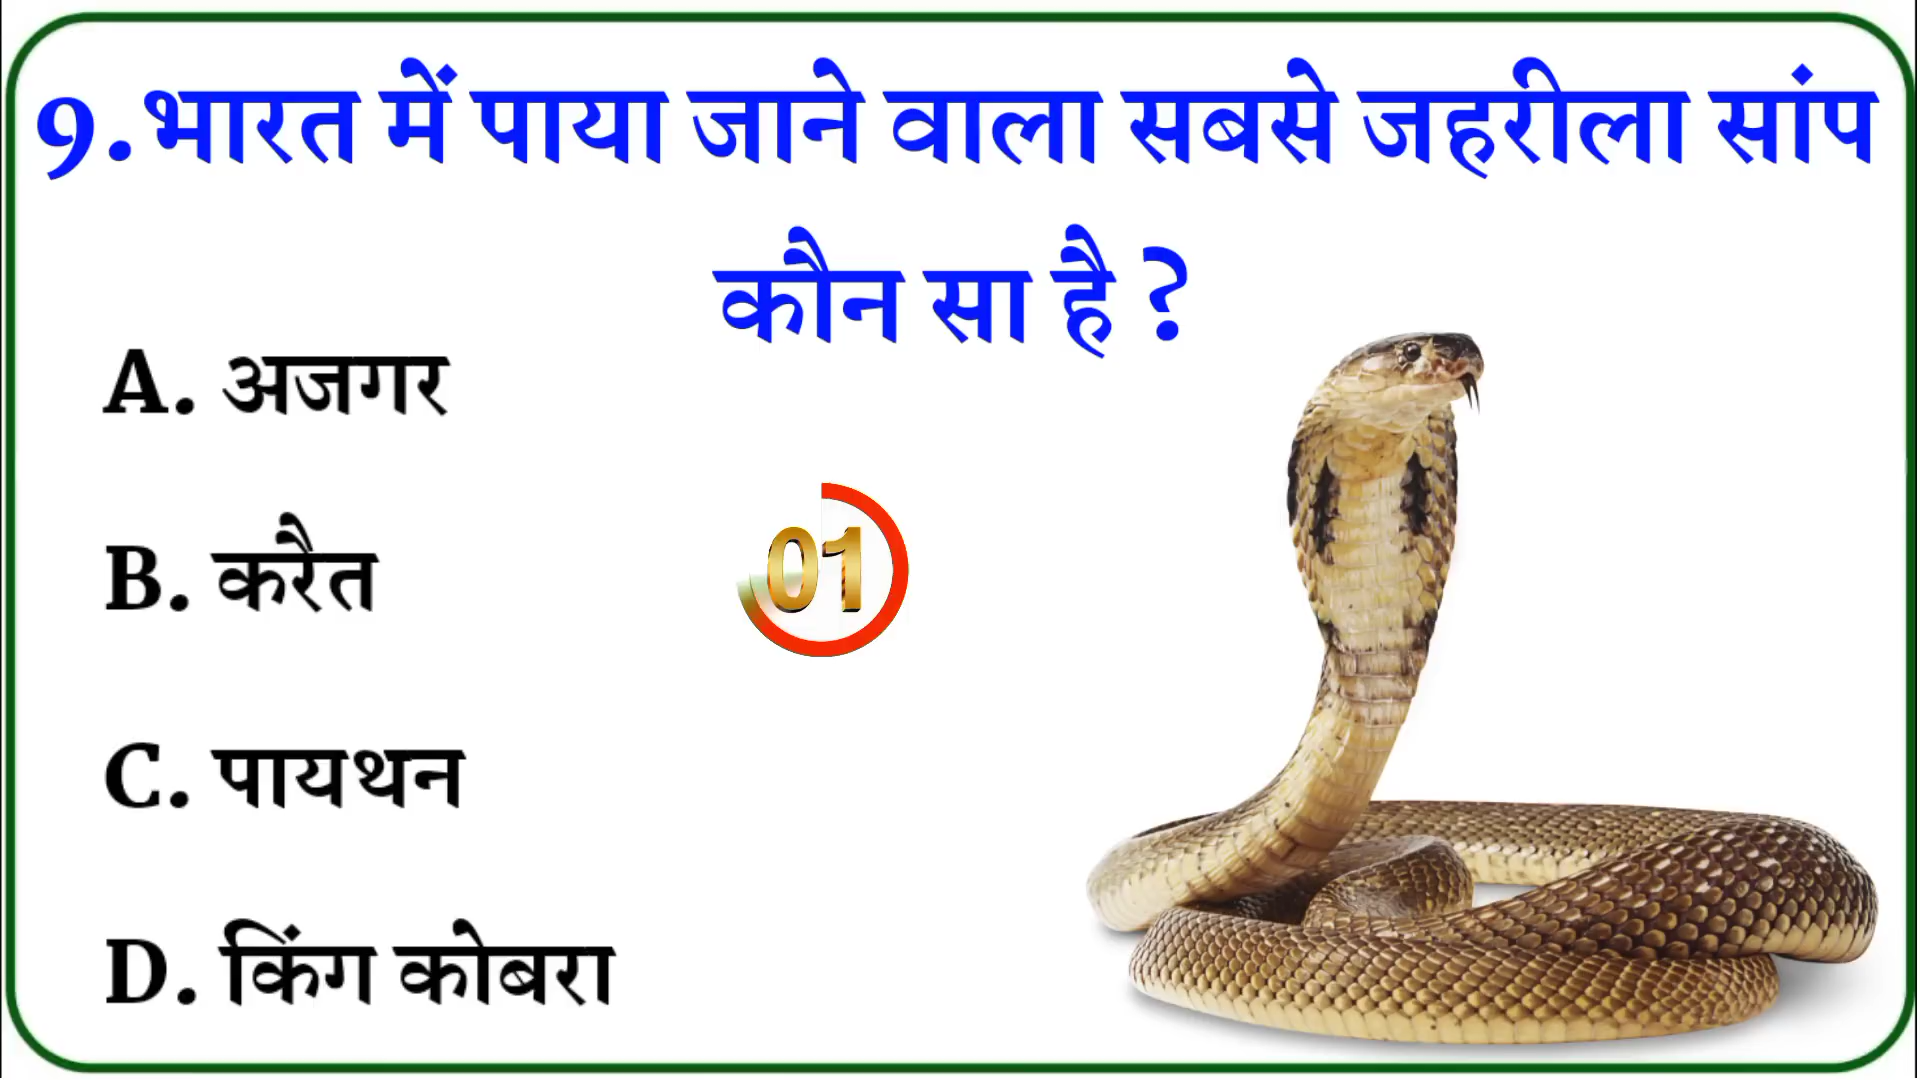 9.भारत में पाया जाने वाला सबसे जहरीला सांप
कौन सा है ?
A. अजगर
B. करैत
01
C. पायथन
D. किंग कोबरा